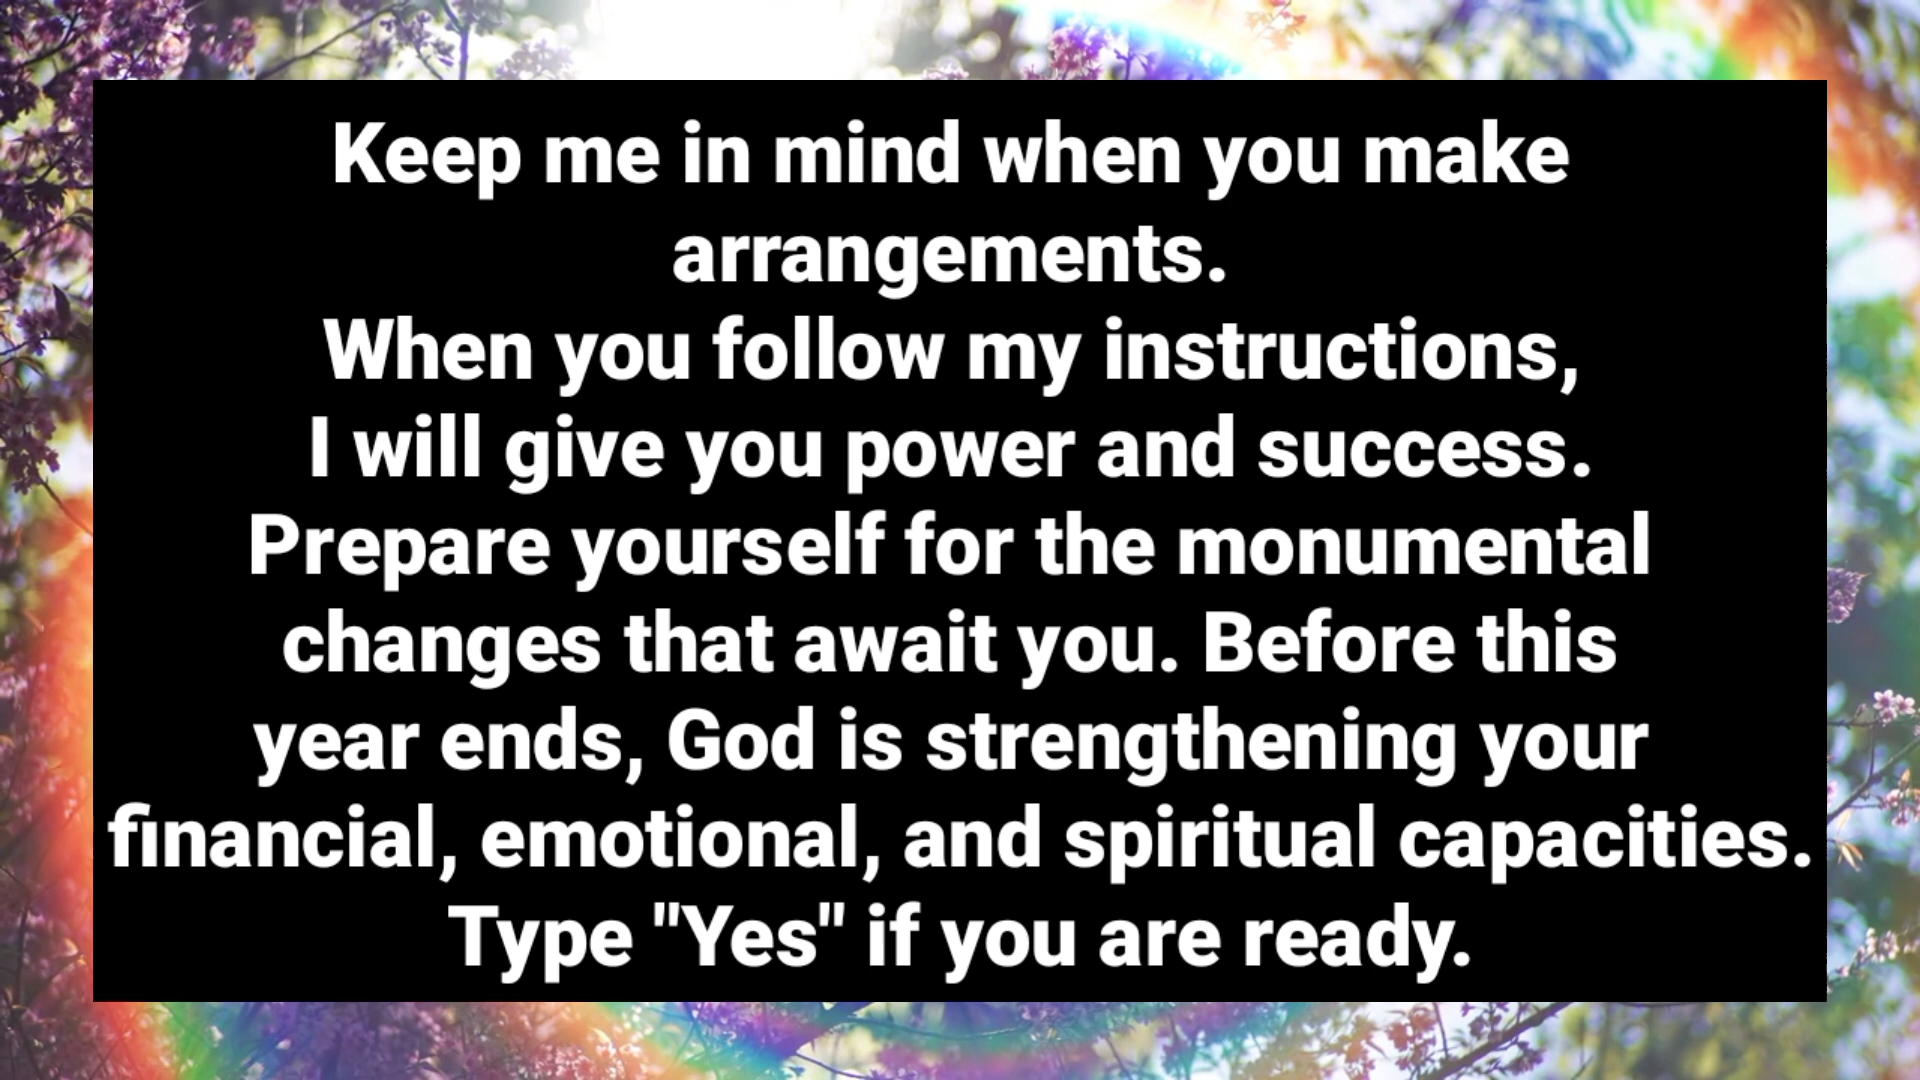 Keep me in mind when you make
arrangements.
When you follow my instructions,
I will give you power and success.
Prepare yourself for the monumental
changes that await you. Before this
year ends, God is strengthening your
financial, emotional, and spiritual capacities.
Type "Yes" if you are ready.